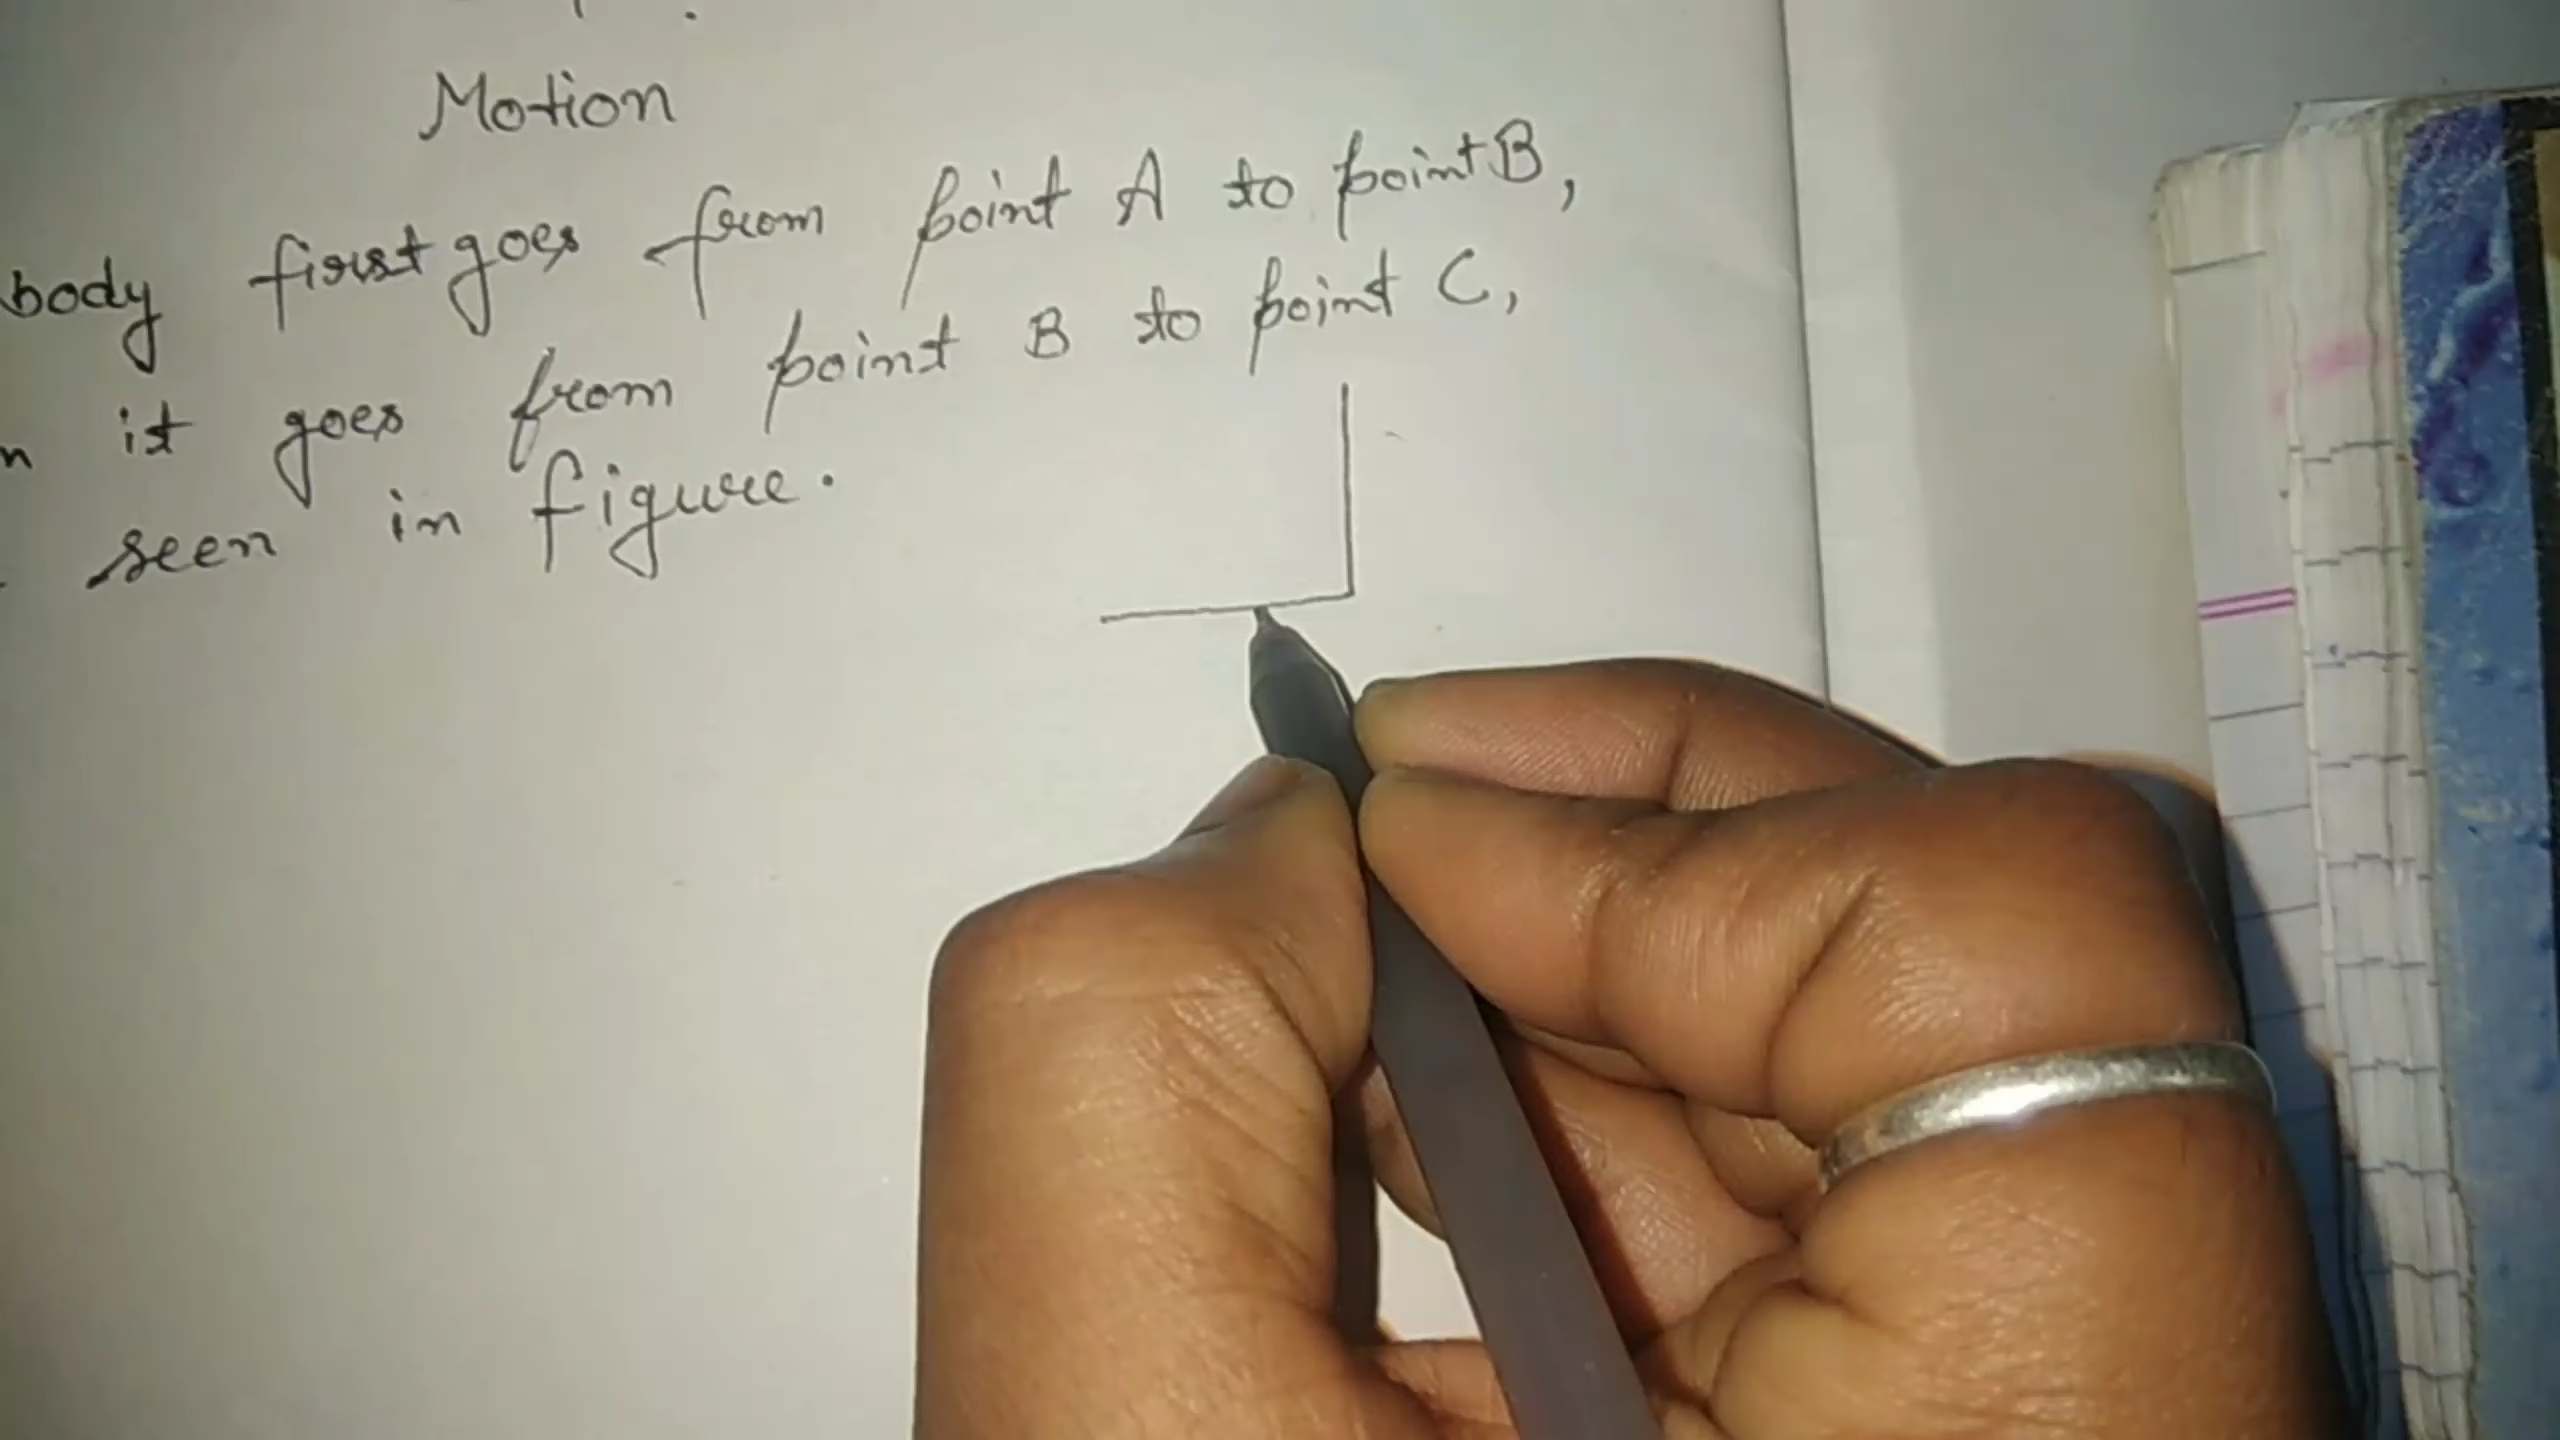 Motion
body first goes from point A to point B,
it goes from point B to point C,
seen in figure.